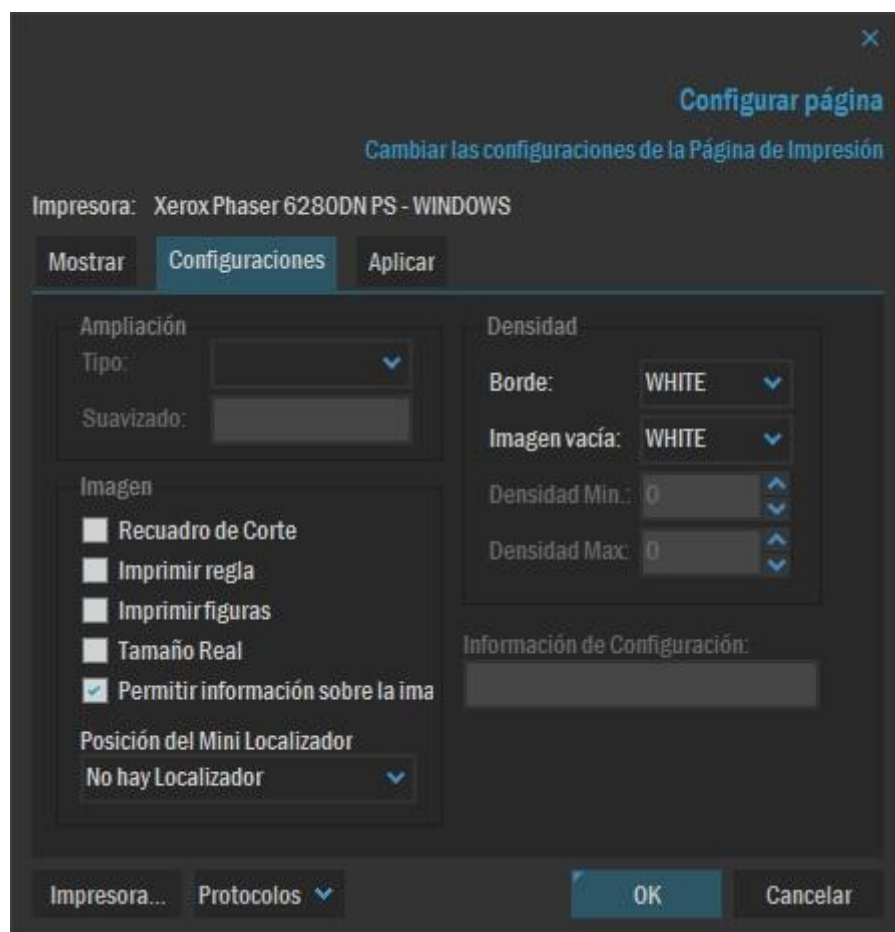 Configurar página
Cambiar las configuraciones de la Página de Impresión
Impresora: Xerox Phaser 6280DN PS - WINDOWS
Mostrar Configuraciones Aplicar
Ampliación
Tipo:
Suavizado:
Imagen
Recuadro de Corte
Imprimir regla
Imprimir figuras
Tamaño Real
Permitir información sobre la ima
Posición del Mini Localizador
No hay Localizador
Densidad
Borde: WHITE
Imagen vacía: WHITE
Densidad Min.: 0
Densidad Max: 0
Información de Configuración:
Impresora... Protocolos OK Cancelar